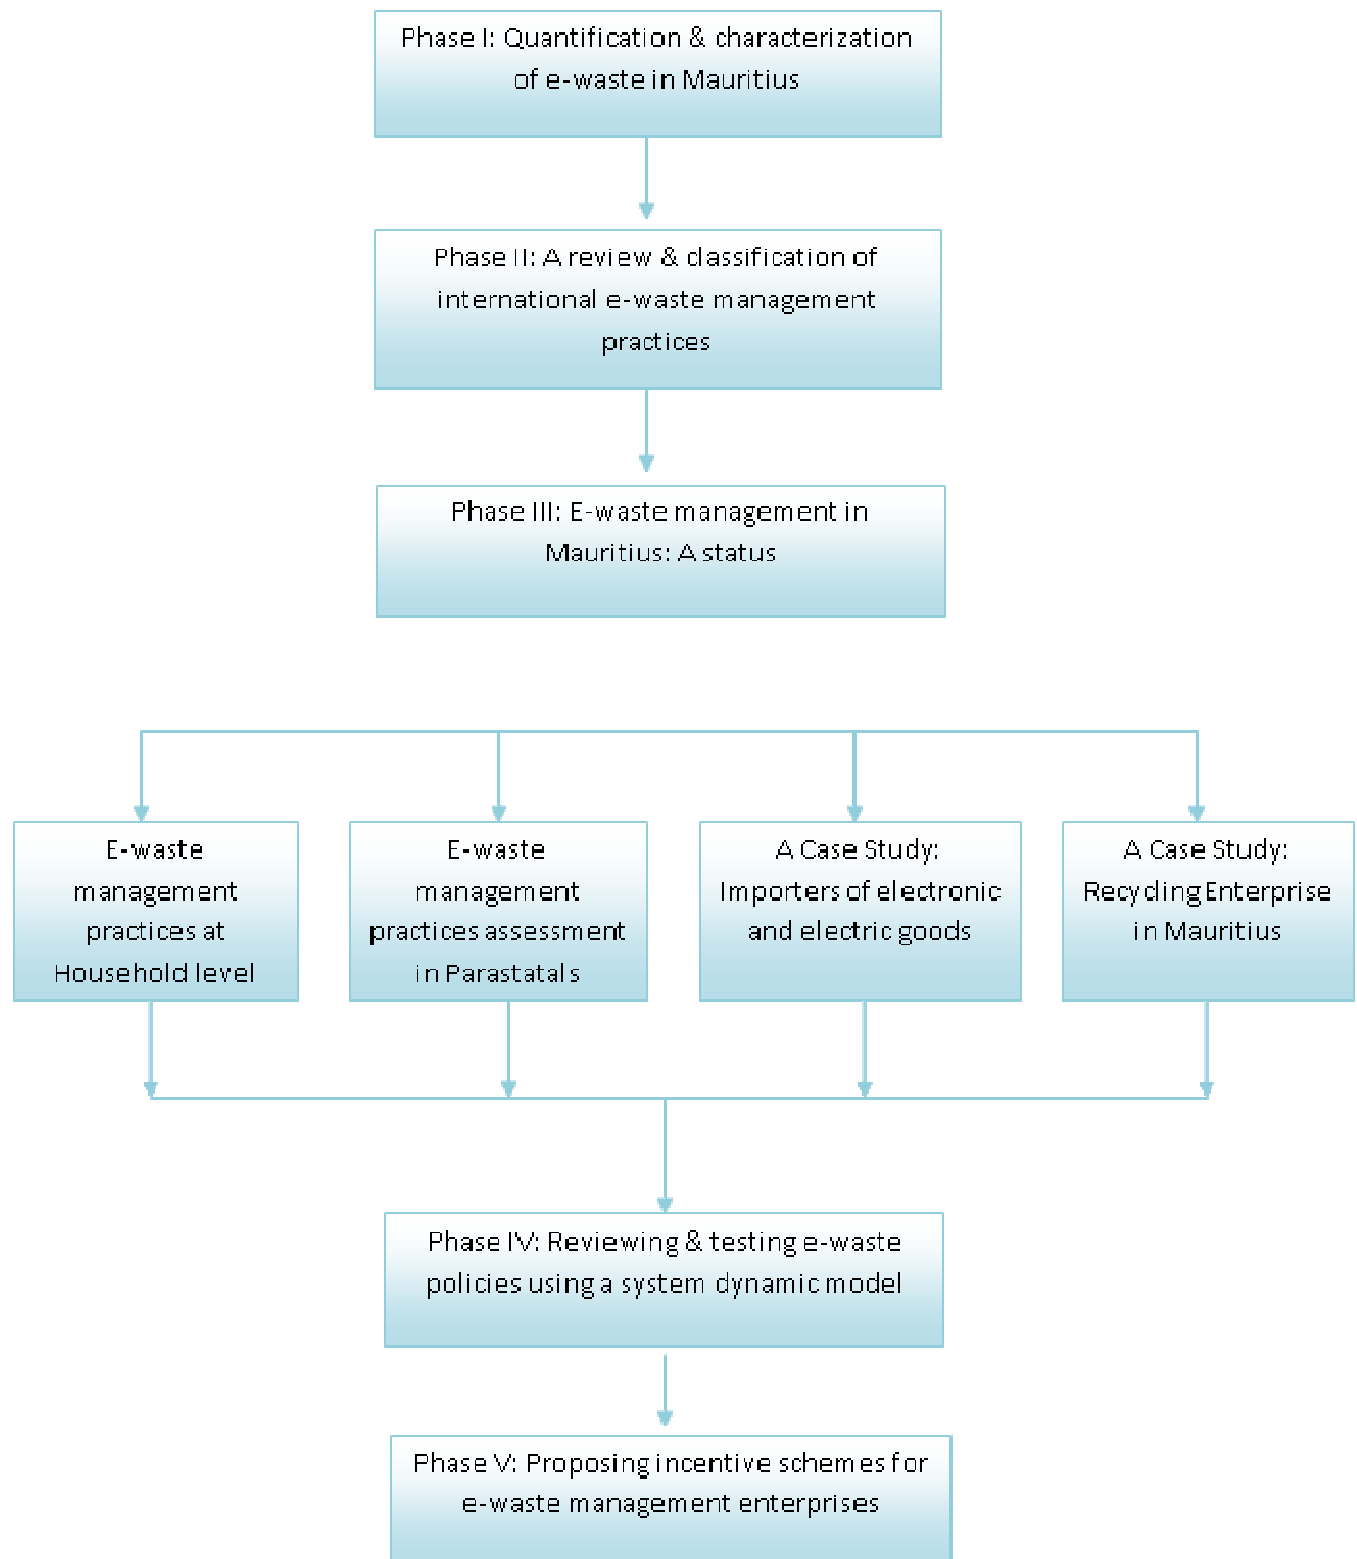 Phase I: Quantification & characterization
of e-waste in Mauritius
Phase II: A review & classification of
international e-waste management
practices
Phase III: E-waste management in
Mauritius: A status
E-waste
management
practices at
Household level
E-waste
management
practices assessment
in Parastatals
A Case Study:
Importers of electronic
and electric goods
A Case Study:
Recycling Enterprise
in Mauritius
Phase IV: Reviewing & testing e-waste
policies using a system dynamic model
Phase V: Proposing incentive schemes for
e-waste management enterprises